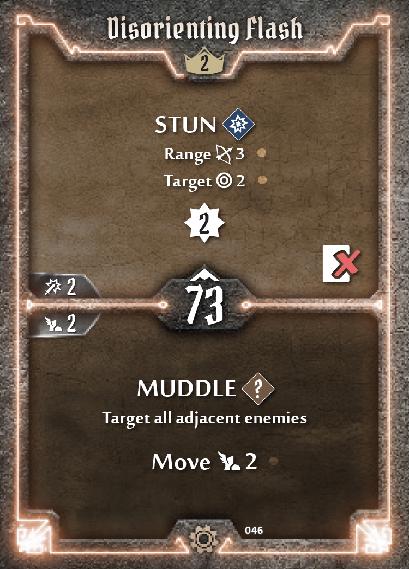 Disorienting Flash
2
STUN
Range 3
Target 2
2
2
73
2
MUDDLE ?
Target all adjacent enemies
Move 2
046